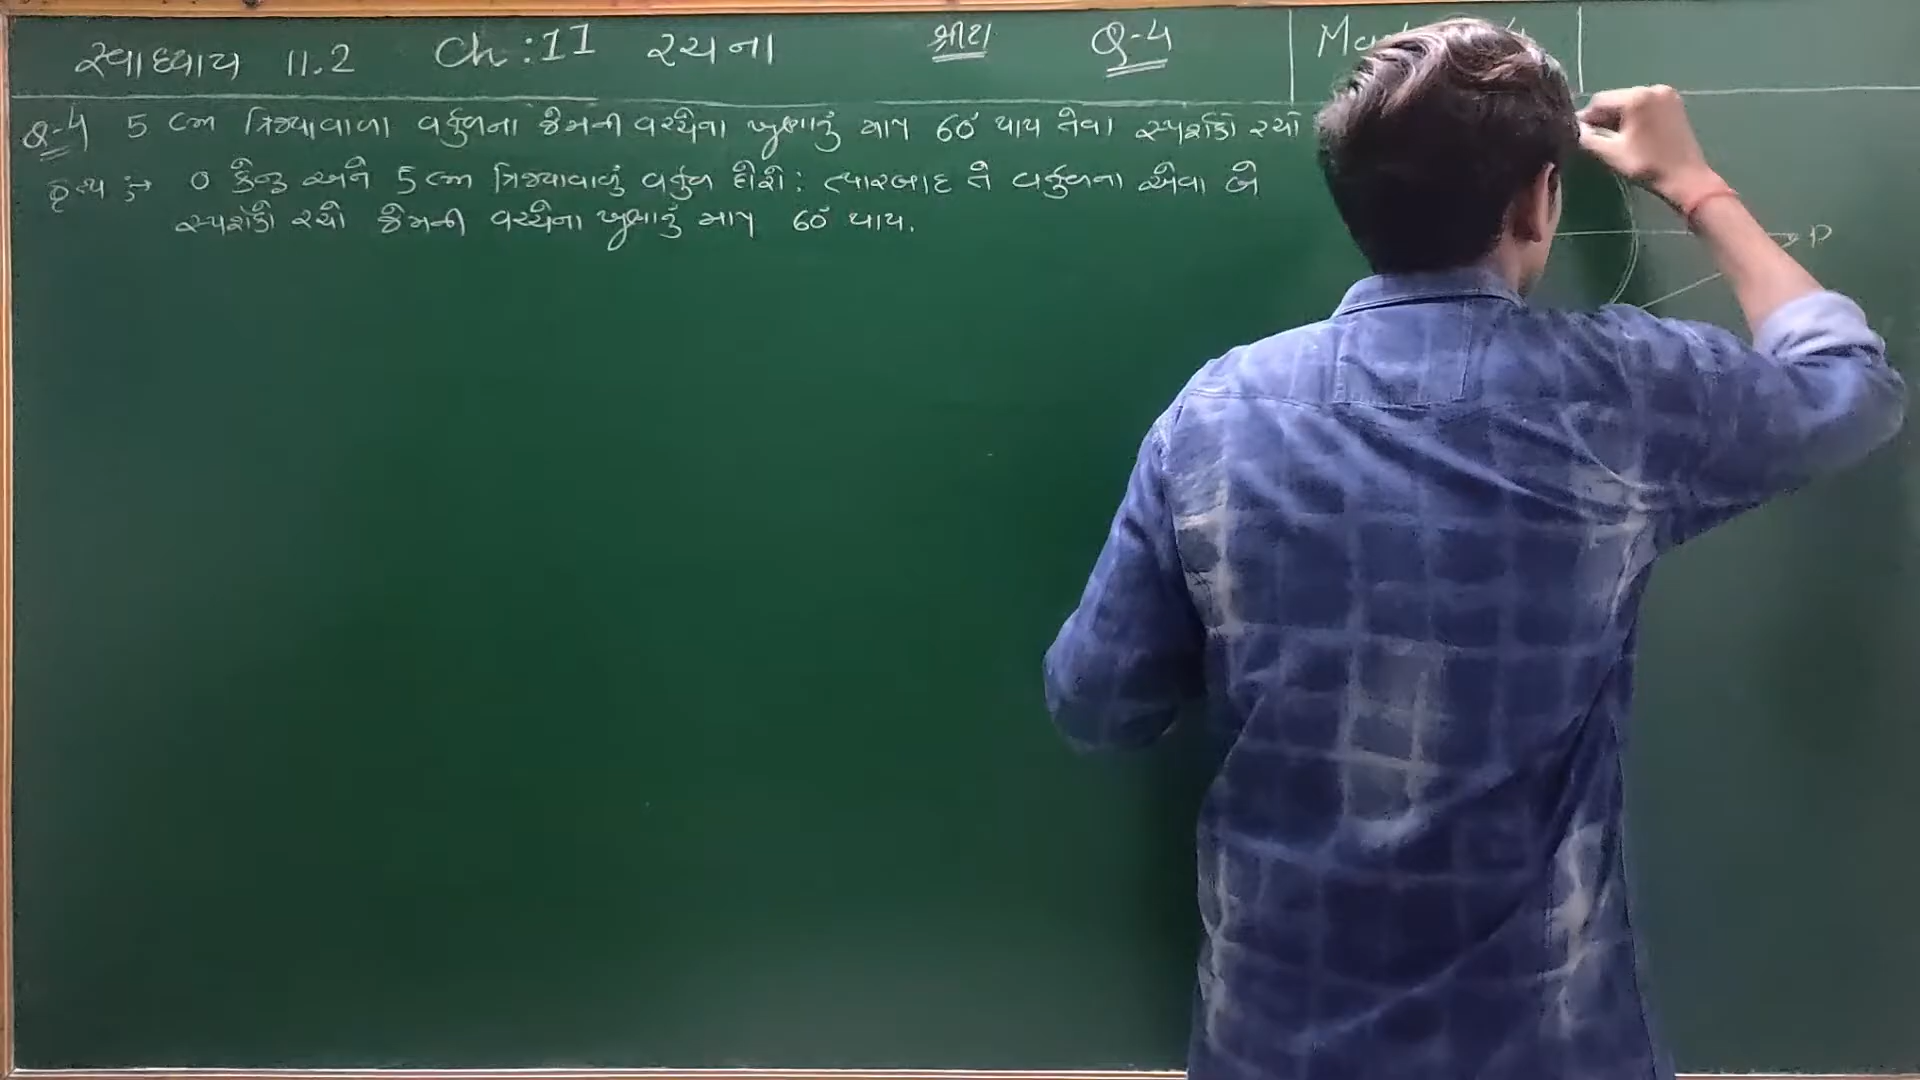 સ્વાધ્યાય 11.2 Ch : 11 રચના શ્રીયા Q-4
Q-4 5 cm ત્રિજ્યાવાળા વર્તુળના જેમની વચ્ચેના ખૂણાનું માપ 60° થાય તેવા સ્પર્શકો રચો
કૃત્ય :→ O કેન્દ્ર અને 5 cm ત્રિજ્યાવાળું વર્તુળ દોરો: ત્યારબાદ તે વર્તુળના એવા બે
સ્પર્શકો રચો જેમની વચ્ચેના ખૂણાનું માપ 60° થાય.
P